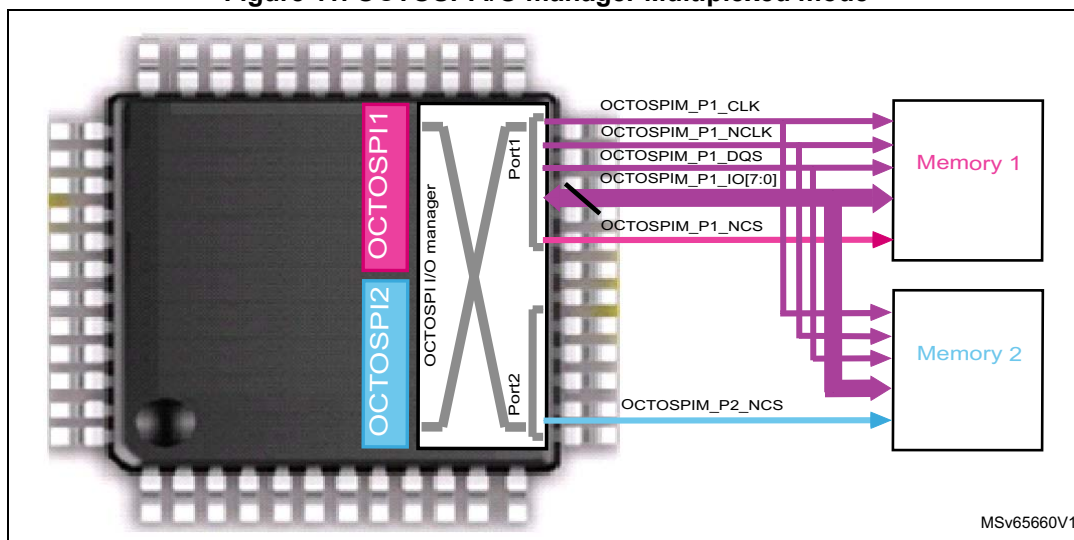 OCTOSPI1
OCTOSPI2
OCTOSPI I/O manager
Port1
Port2
OCTOSPIM_P1_CLK
OCTOSPIM_P1_NCLK
OCTOSPIM_P1_DQS
OCTOSPIM_P1_IO[7:0]
OCTOSPIM_P1_NCS
OCTOSPIM_P2_NCS
Memory 1
Memory 2
MSv65660V1